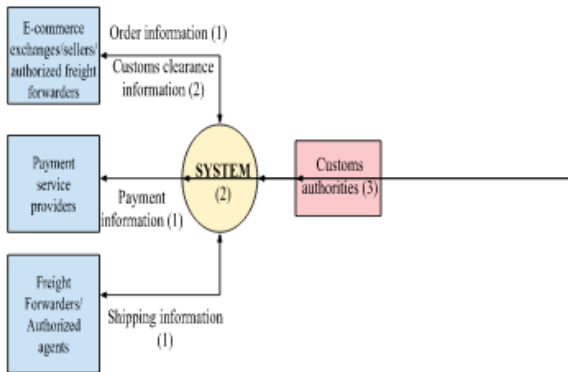 E-commerce
exchanges/sellers/
authorized freight
forwarders
Order information (1)
Customs clearance
information (2)
Payment
service
providers
Payment
information (1)
SYSTEM
(2)
Customs
authorities (3)
Freight
Forwarders/
Authorized
agents
Shipping information
(1)